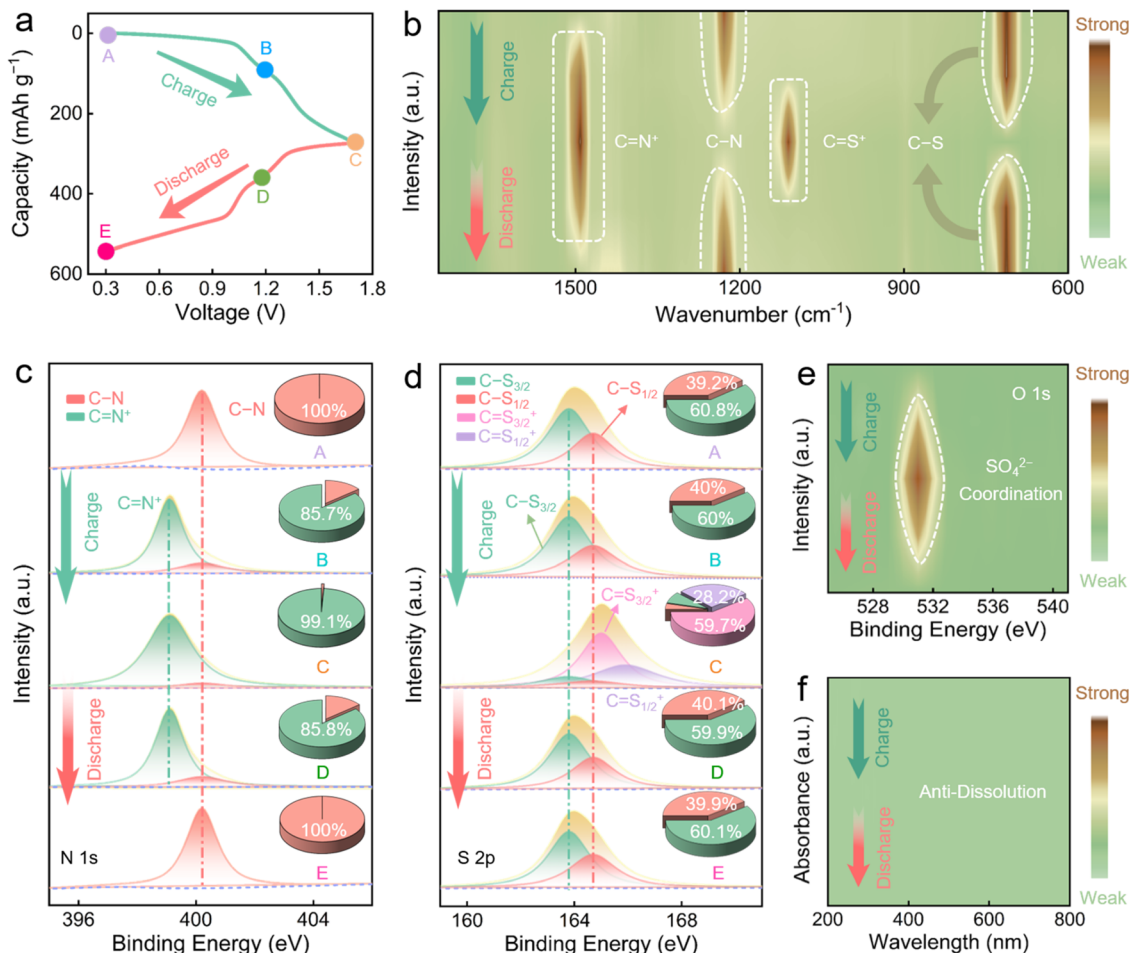 a
Capacity (mAh g⁻¹)
0
200
400
600
A
B
C
D
E
Charge
Discharge
0.3
0.6
0.9
1.2
1.5
1.8
Voltage (V)
b
Intensity (a.u.)
Charge
Discharge
C=N⁺
C−N
C=S⁺
C−S
1500
1200
900
600
Wavenumber (cm⁻¹)
Strong
Weak
c
Intensity (a.u.)
C−N
C=N⁺
C−N
100%
A
C=N⁺
85.7%
B
Charge
99.1%
C
Discharge
85.8%
D
100%
N 1s
E
396
400
404
Binding Energy (eV)
d
Intensity (a.u.)
C−S₃/₂
C−S₁/₂
C=S₃/₂⁺
C=S₁/₂⁺
C−S₁/₂
39.2%
60.8%
A
C−S₃/₂
40%
60%
B
Charge
C=S₃/₂⁺
28.2%
59.7%
C
C=S₁/₂⁺
Discharge
40.1%
59.9%
D
39.9%
60.1%
S 2p
E
160
164
168
Binding Energy (eV)
e
Intensity (a.u.)
Charge
Discharge
O 1s
SO₄²⁻
Coordination
528
532
536
540
Binding Energy (eV)
Strong
Weak
f
Absorbance (a.u.)
Charge
Discharge
Anti-Dissolution
200
400
600
800
Wavelength (nm)
Strong
Weak